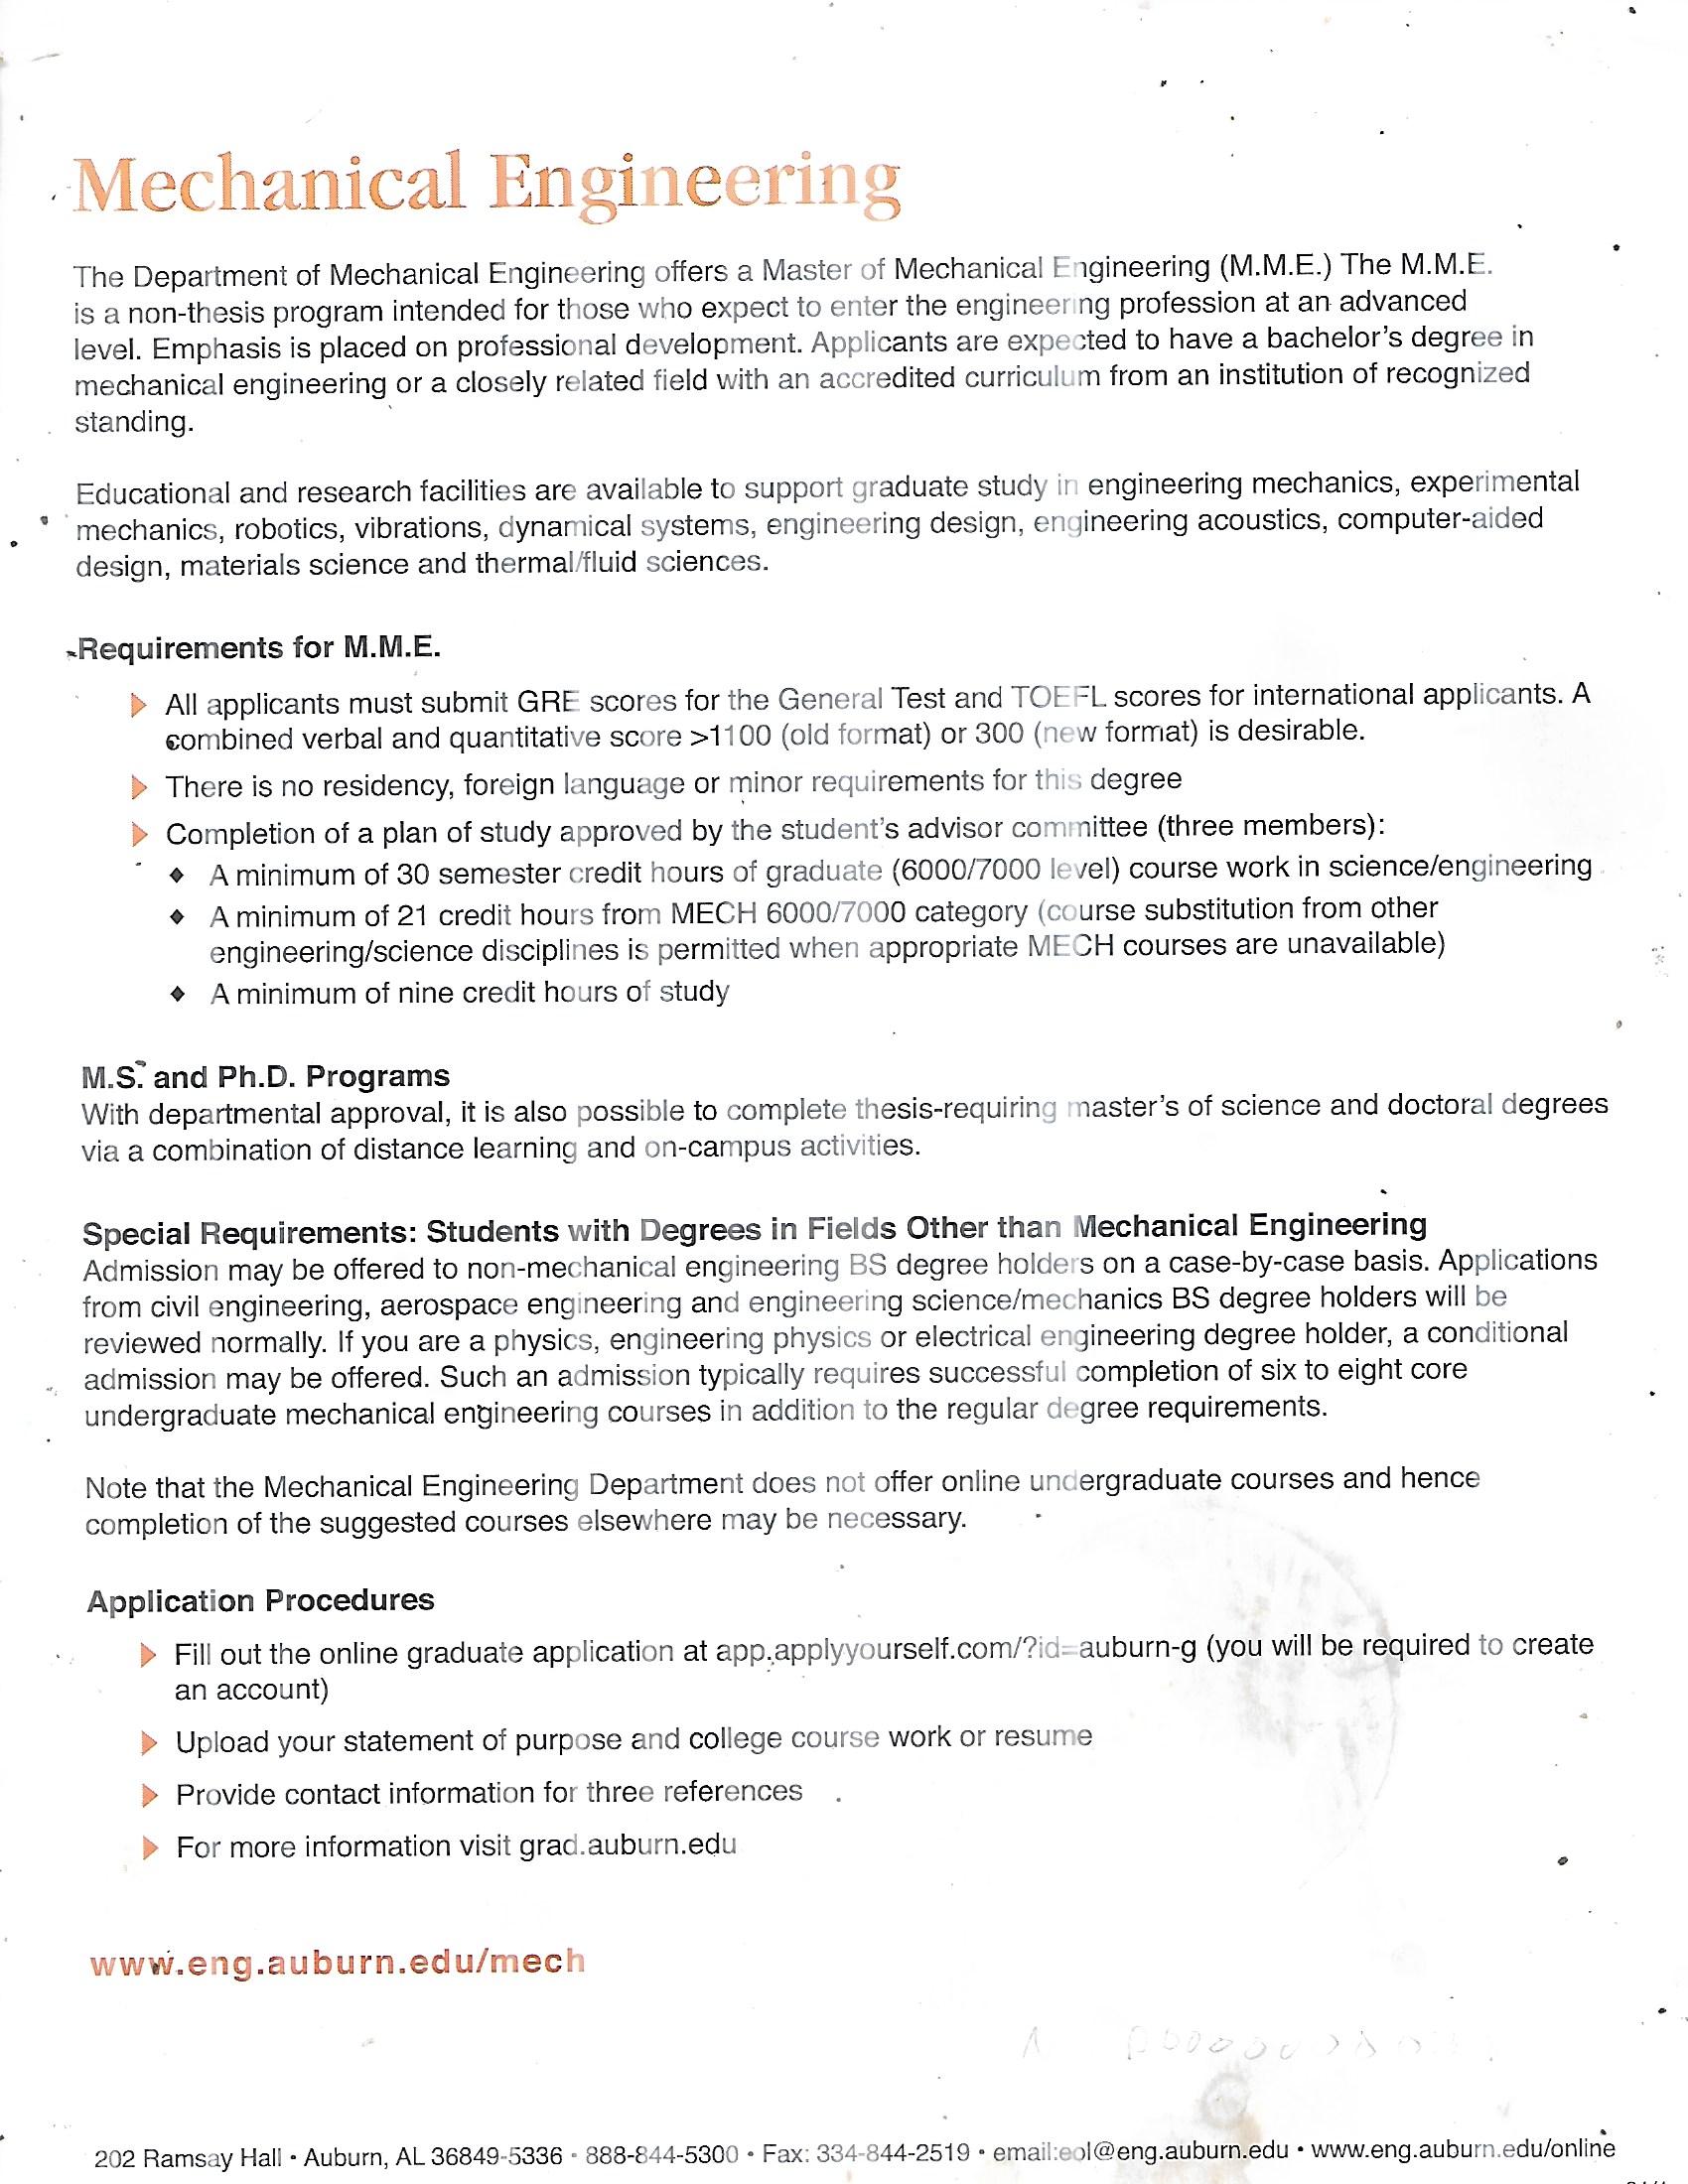 Mechanical Engineering
The Department of Mechanical Engineering offers a Master of Mechanical Engineering (M.M.E.) The M.M.E.
is a non-thesis program intended for those who expect to enter the engineering profession at an advanced
level. Emphasis is placed on professional development. Applicants are expected to have a bachelor's degree in
mechanical engineering or a closely related field with an accredited curriculum from an institution of recognized
standing.
Educational and research facilities are available to support graduate study in engineering mechanics, experimental
mechanics, robotics, vibrations, dynamical systems, engineering design, engineering acoustics, computer-aided
design, materials science and thermal/fluid sciences.
Requirements for M.M.E.
All applicants must submit GRE scores for the General Test and TOEFL scores for international applicants. A
combined verbal and quantitative score >1100 (old format) or 300 (new format) is desirable.
There is no residency, foreign language or minor requirements for this degree
Completion of a plan of study approved by the student's advisor committee (three members):
♦ A minimum of 30 semester credit hours of graduate (6000/7000 level) course work in science/engineering
♦ A minimum of 21 credit hours from MECH 6000/7000 category (course substitution from other
engineering/science disciplines is permitted when appropriate MECH courses are unavailable)
♦ A minimum of nine credit hours of study
M.S. and Ph.D. Programs
With departmental approval, it is also possible to complete thesis-requiring master's of science and doctoral degrees
via a combination of distance learning and on-campus activities.
Special Requirements: Students with Degrees in Fields Other than Mechanical Engineering
Admission may be offered to non-mechanical engineering BS degree holders on a case-by-case basis. Applications
from civil engineering, aerospace engineering and engineering science/mechanics BS degree holders will be
reviewed normally. If you are a physics, engineering physics or electrical engineering degree holder, a conditional
admission may be offered. Such an admission typically requires successful completion of six to eight core
undergraduate mechanical engineering courses in addition to the regular degree requirements.
Note that the Mechanical Engineering Department does not offer online undergraduate courses and hence
completion of the suggested courses elsewhere may be necessary.
Application Procedures
Fill out the online graduate application at app.applyyourself.com/?id=auburn-g (you will be required to create
an account)
Upload your statement of purpose and college course work or resume
Provide contact information for three references
For more information visit grad.auburn.edu
www.eng.auburn.edu/mech
202 Ramsay Hall • Auburn, AL 36849-5336 • 888-844-5300 • Fax: 334-844-2519 • email:eol@eng.auburn.edu • www.eng.auburn.edu/online